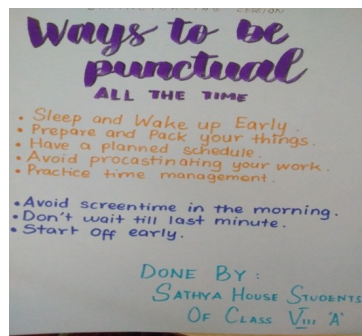 Ways to be
punctual
ALL THE TIME
• Sleep and Wake up Early.
• Prepare and Pack your things.
• Have a planned schedule.
• Avoid procastinating your work.
• Practice time management.
• Avoid screentime in the morning.
• Don't wait till last minute.
• Start off early.
DONE BY:
SATHYA HOUSE STUDENTS
OF CLASS VIII 'A'